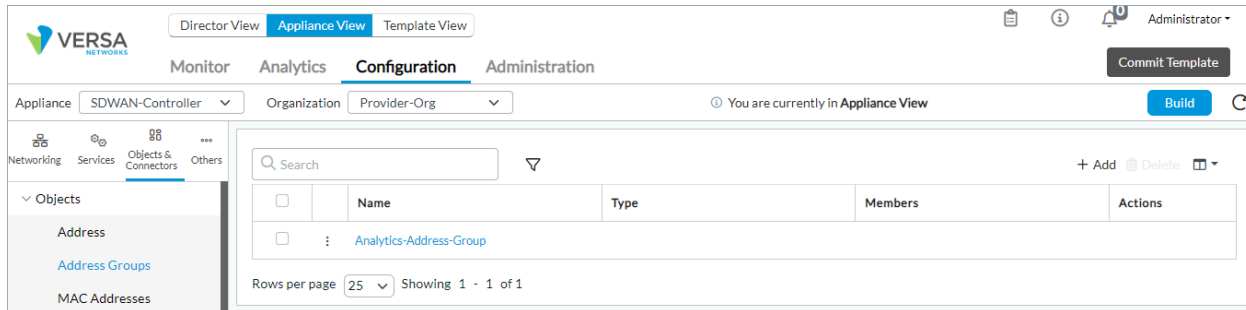 Director View Appliance View Template View
0 Administrator
VERSA
NETWORKS
Monitor Analytics Configuration Administration
Commit Template
Appliance SDWAN-Controller Organization Provider-Org You are currently in Appliance View Build
Networking Services Objects & Connectors Others
Search + Add Delete
Objects
Name Type Members Actions
Address
Analytics-Address-Group
Address Groups
Rows per page 25 Showing 1 - 1 of 1
MAC Addresses